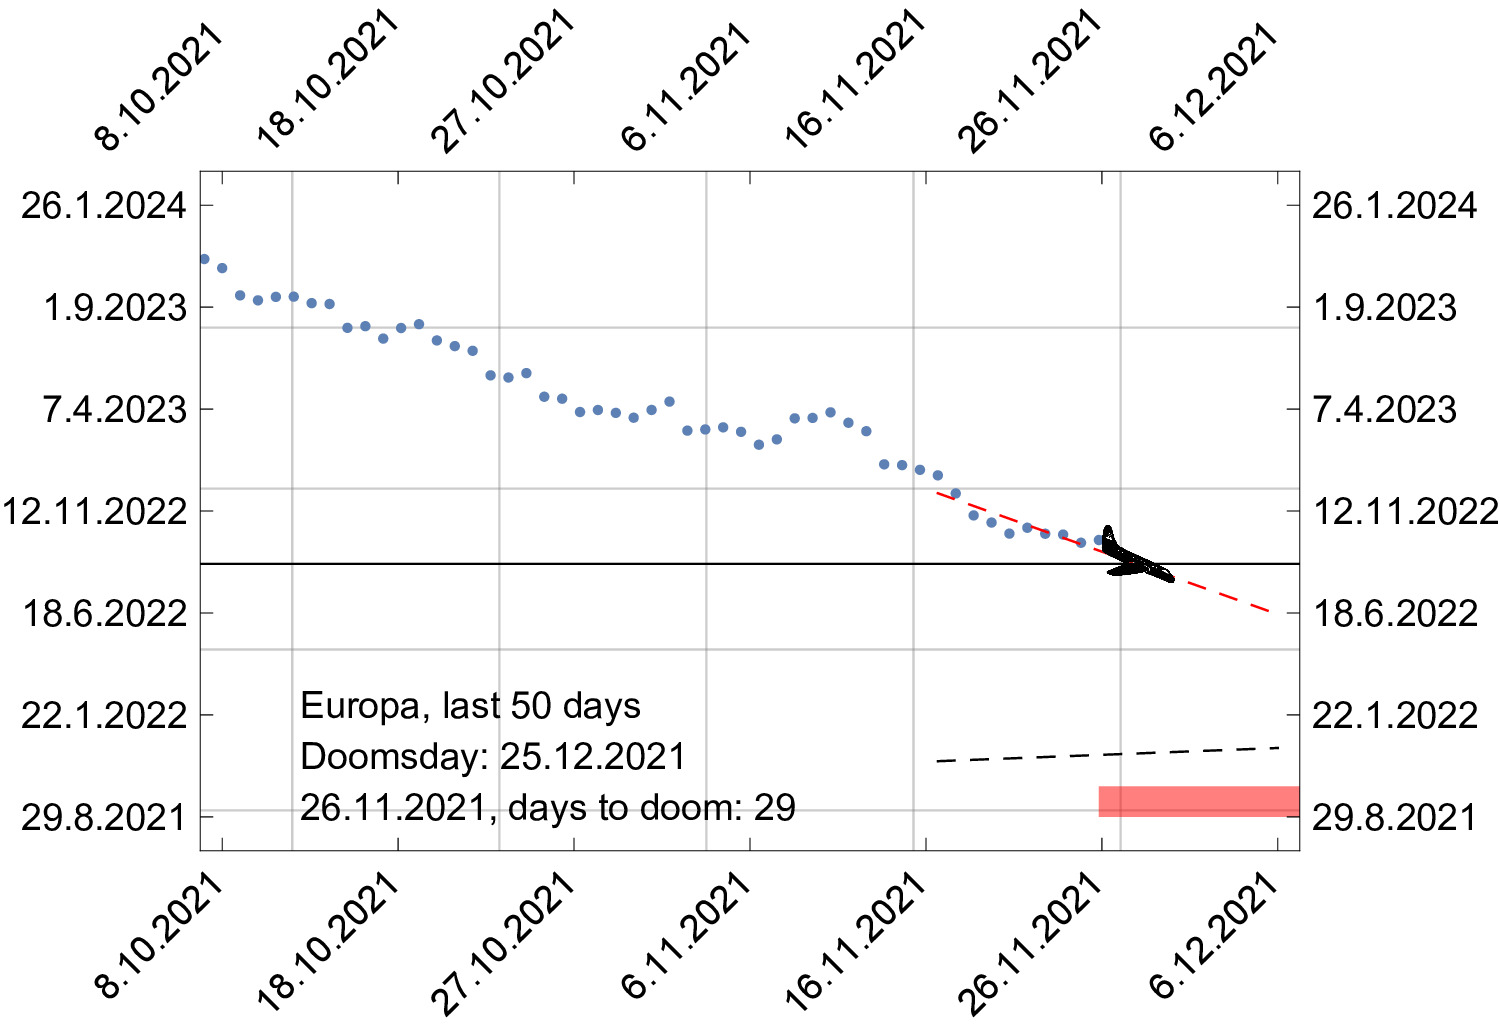 8.10.2021 18.10.2021 27.10.2021 6.11.2021 16.11.2021 26.11.2021 6.12.2021
26.1.2024 26.1.2024
1.9.2023 1.9.2023
7.4.2023 7.4.2023
12.11.2022 12.11.2022
18.6.2022 18.6.2022
Europa, last 50 days
22.1.2022 22.1.2022
Doomsday: 25.12.2021
26.11.2021, days to doom: 29
29.8.2021 29.8.2021
8.10.2021 18.10.2021 27.10.2021 6.11.2021 16.11.2021 26.11.2021 6.12.2021